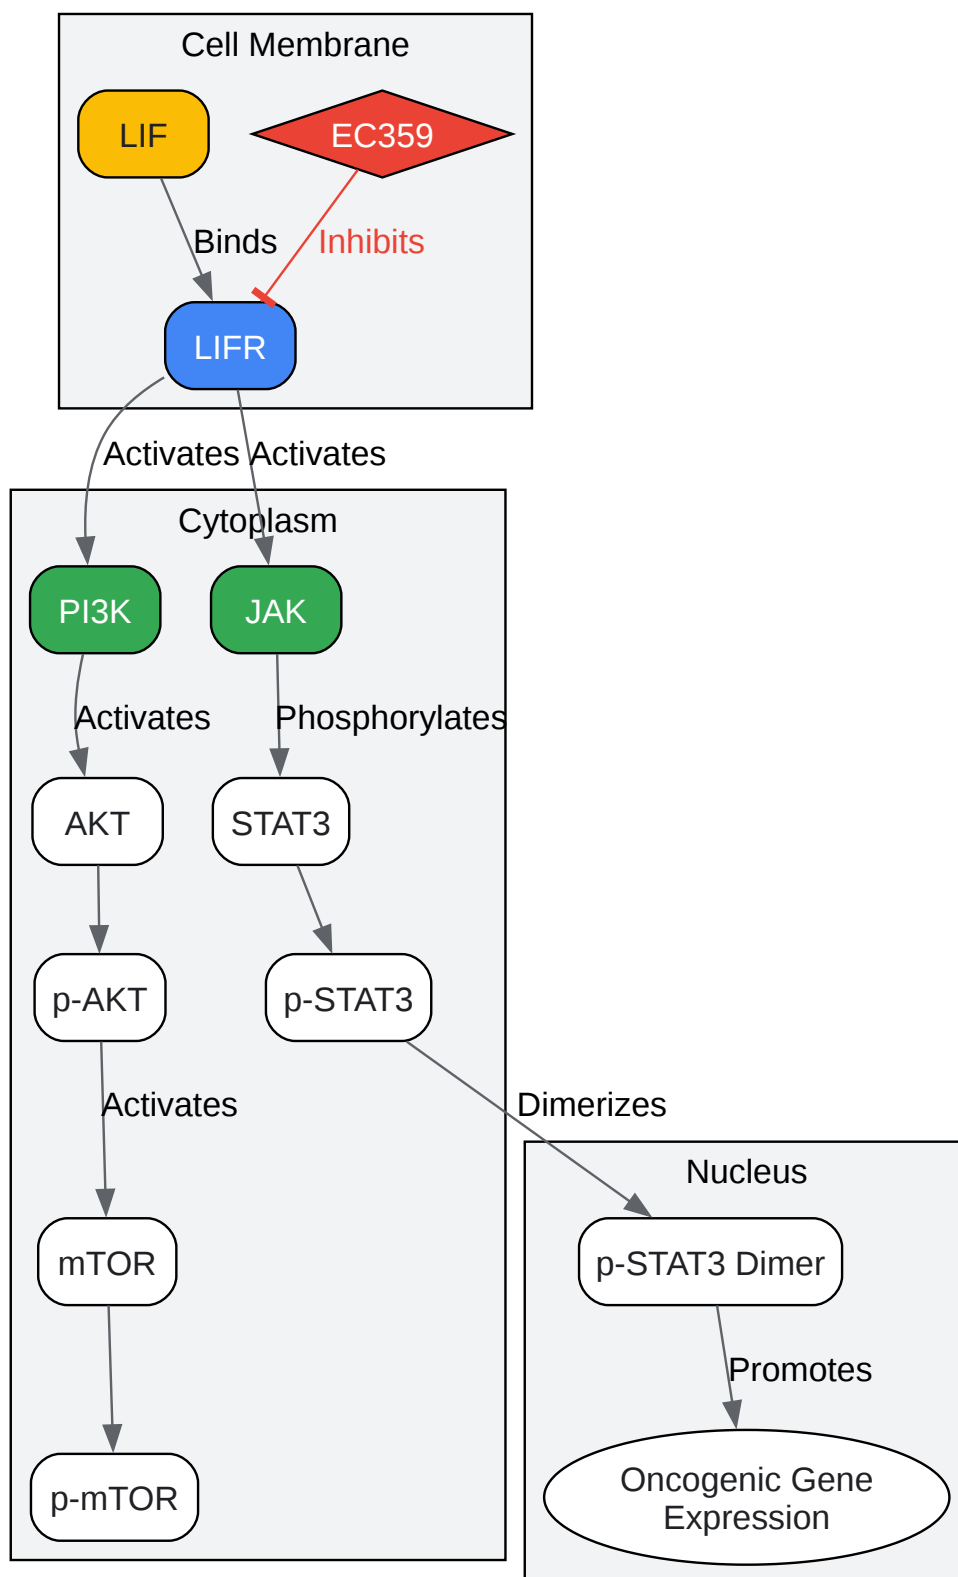 Cell Membrane
LIF
EC359
Binds
Inhibits
LIFR
Activates
Activates
Cytoplasm
PI3K
JAK
Activates
Phosphorylates
AKT
STAT3
p-AKT
p-STAT3
Activates
Dimerizes
Nucleus
mTOR
p-STAT3 Dimer
Promotes
p-mTOR
Oncogenic Gene
Expression